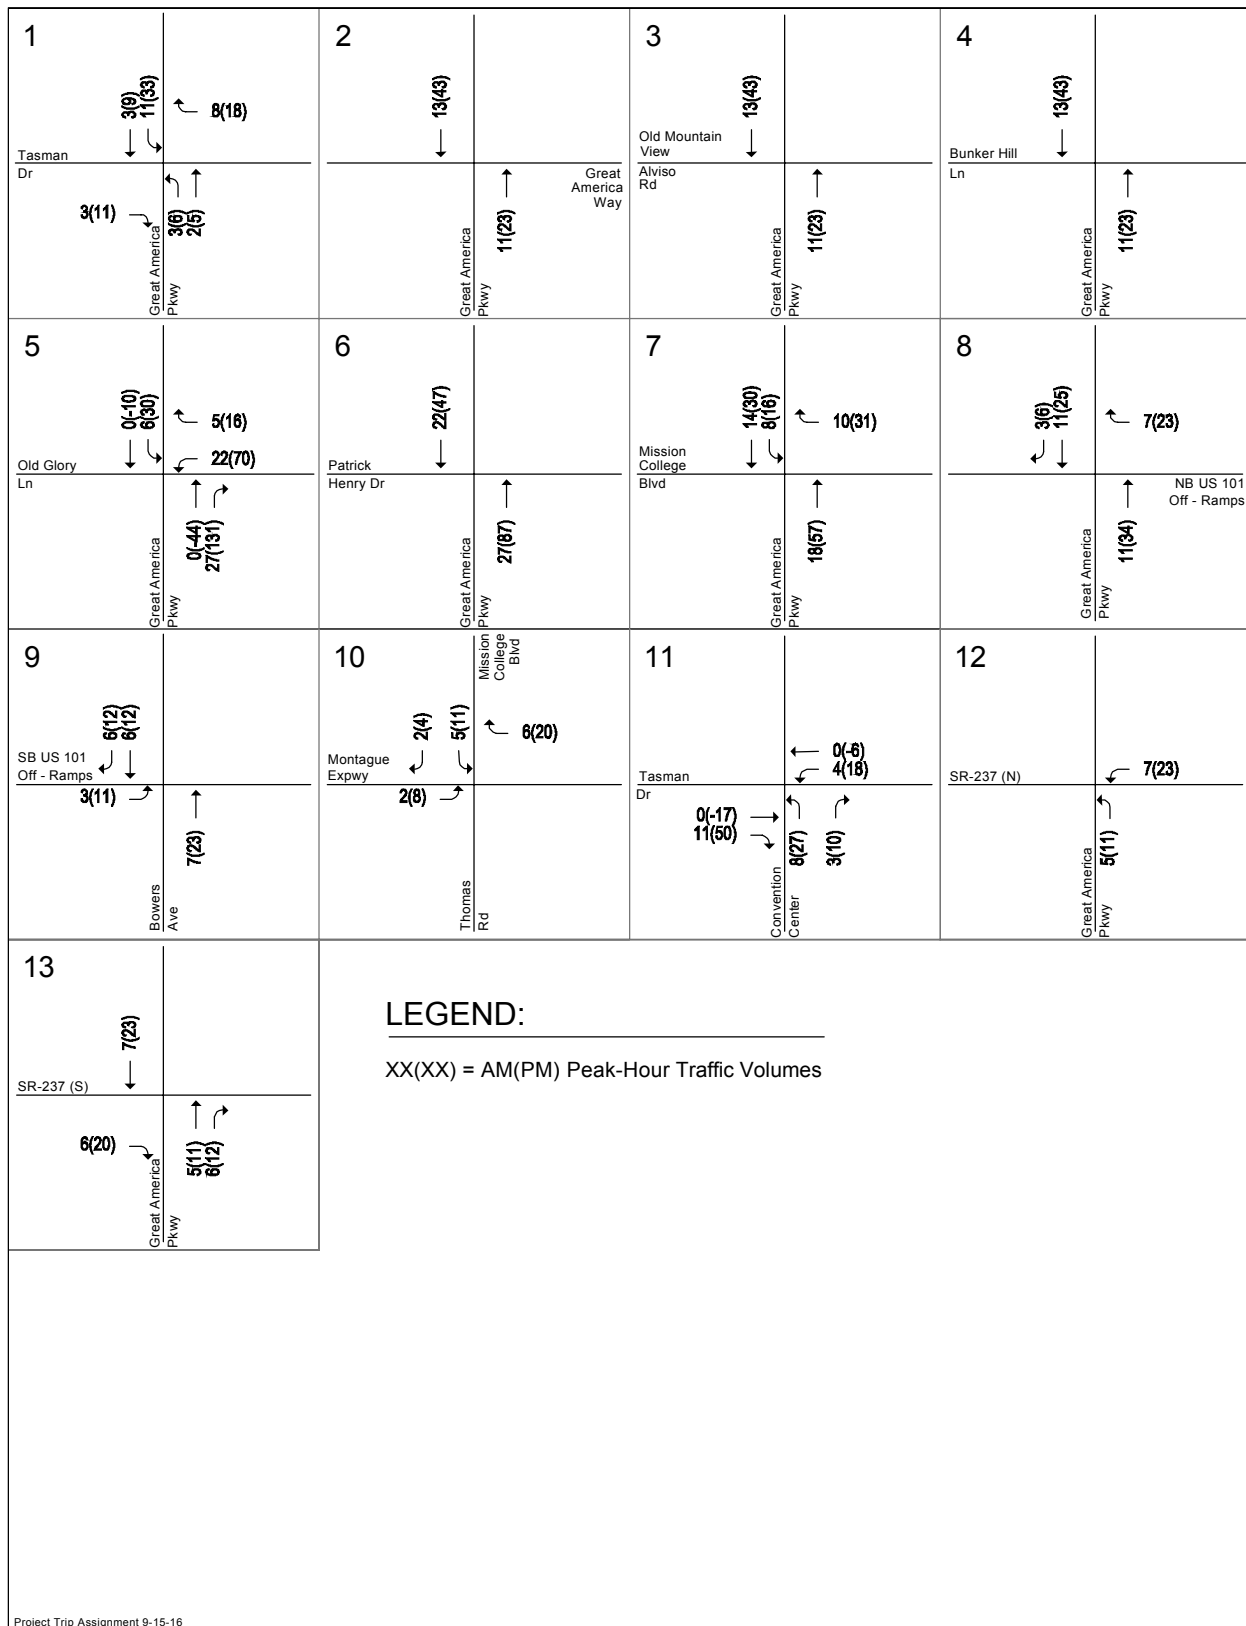 1
3(9)
11(33)
8(18)
Tasman
Dr
3(11)
3(6)
2(5)
Great America
Pkwy
2
13(43)
Great
America
Way
11(23)
Great America
Pkwy
3
13(43)
Old Mountain
View
Alviso
Rd
11(23)
Great America
Pkwy
4
13(43)
Bunker Hill
Ln
11(23)
Great America
Pkwy
5
0(-10)
6(30)
5(16)
22(70)
Old Glory
Ln
0(-44)
27(131)
Great America
Pkwy
6
22(47)
Patrick
Henry Dr
27(87)
Great America
Pkwy
7
14(30)
8(16)
10(31)
Mission
College
Blvd
18(57)
Great America
Pkwy
8
3(6)
11(25)
7(23)
NB US 101
Off - Ramps
11(34)
Great America
Pkwy
9
6(12)
6(12)
SB US 101
Off - Ramps
3(11)
7(23)
Bowers
Ave
10
Mission
College
Blvd
2(4)
5(11)
6(20)
Montague
Expwy
2(8)
Thomas
Rd
11
0(-6)
4(18)
Tasman
Dr
0(-17)
11(50)
8(27)
3(10)
Convention
Center
12
7(23)
SR-237 (N)
5(11)
Great America
Pkwy
13
7(23)
SR-237 (S)
6(20)
5(11)
6(12)
Great America
Pkwy
LEGEND:
XX(XX) = AM(PM) Peak-Hour Traffic Volumes
Project Trip Assignment 9-15-16